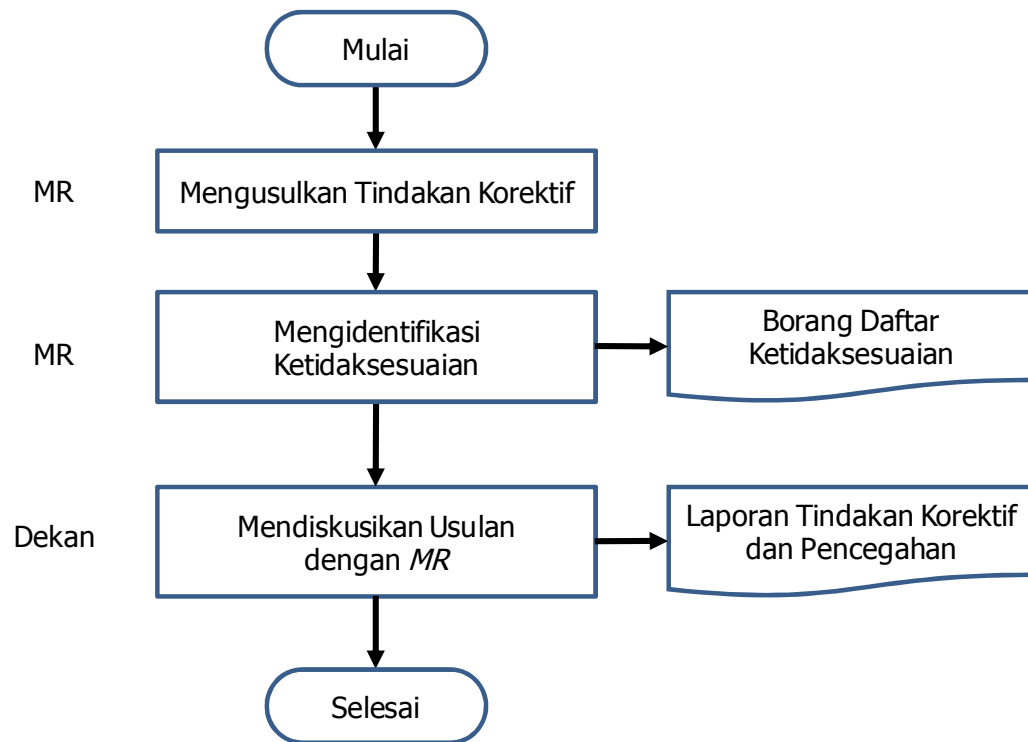 Mulai
MR
Mengusulkan Tindakan Korektif
MR
Mengidentifikasi
Ketidaksesuaian
Borang Daftar
Ketidaksesuaian
Dekan
Mendiskusikan Usulan
dengan MR
Laporan Tindakan Korektif
dan Pencegahan
Selesai